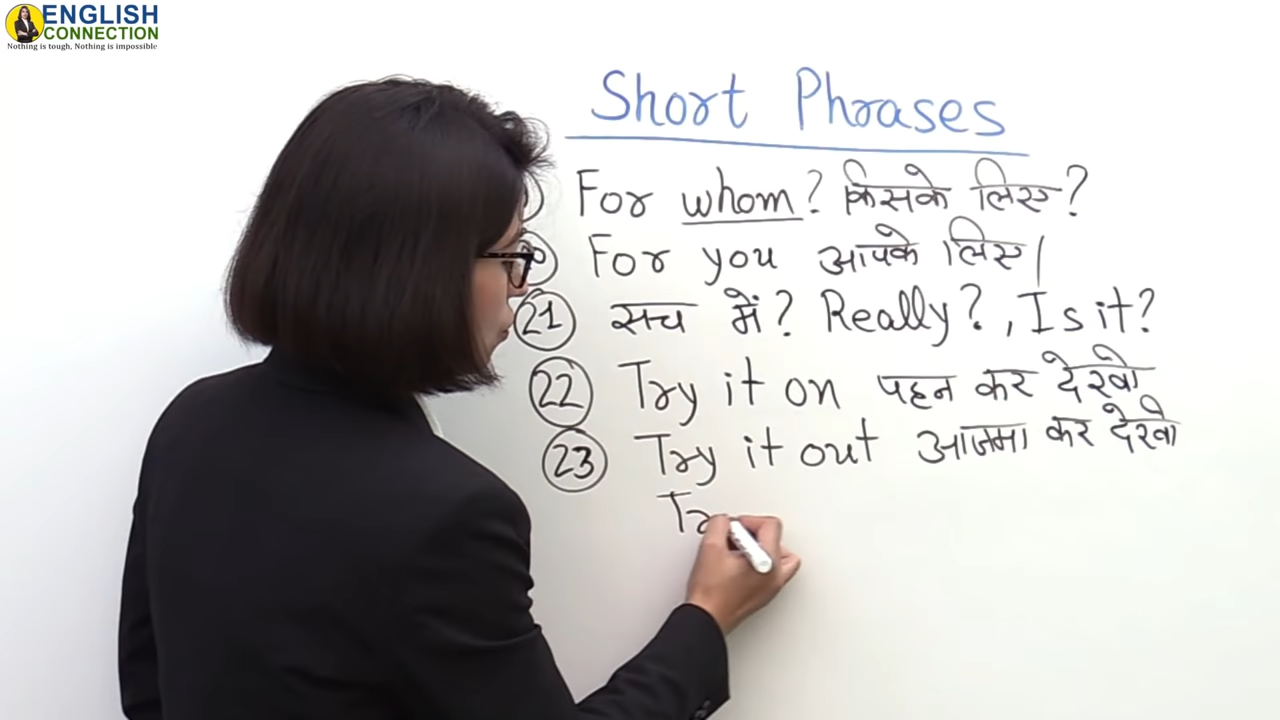 ENGLISH
CONNECTION
Nothing is tough, Nothing is impossible
Short Phrases
For whom? किसके लिए?
For you आपके लिए|
21 सच में? Really?, Is it?
22 Try it on पहन कर देखो
23 Try it out आजमा कर देखो